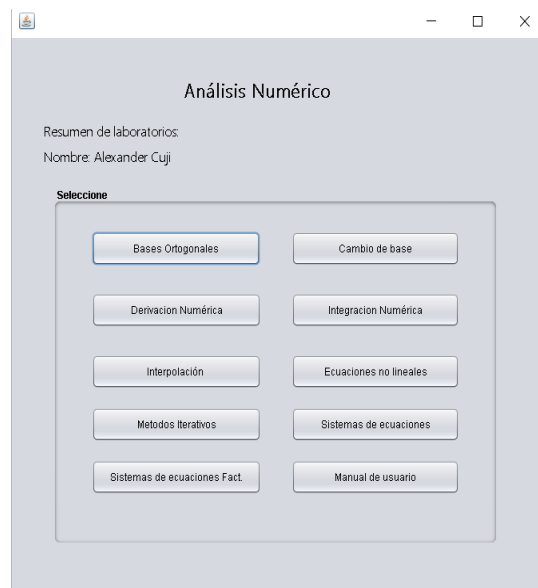 Análisis Numérico
Resumen de laboratorios:
Nombre: Alexander Cuji
Seleccione
Bases Ortogonales
Cambio de base
Derivacion Numérica
Integracion Numérica
Interpolación
Ecuaciones no lineales
Metodos Iterativos
Sistemas de ecuaciones
Sistemas de ecuaciones Fact.
Manual de usuario